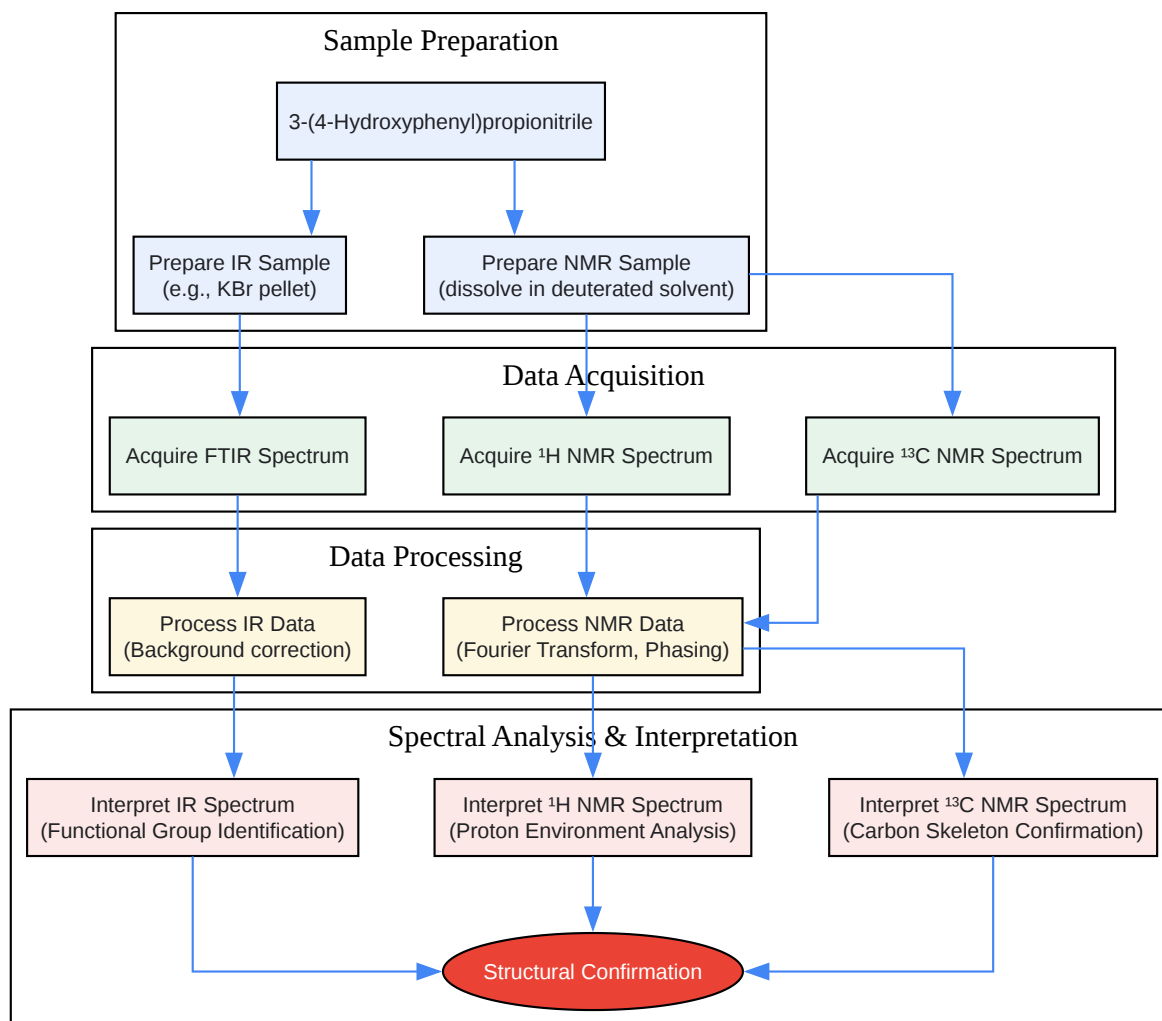 Sample Preparation
3-(4-Hydroxyphenyl)propionitrile
Prepare IR Sample
(e.g., KBr pellet)
Prepare NMR Sample
(dissolve in deuterated solvent)
Data Acquisition
Acquire FTIR Spectrum
Acquire ¹H NMR Spectrum
Acquire ¹³C NMR Spectrum
Data Processing
Process IR Data
(Background correction)
Process NMR Data
(Fourier Transform, Phasing)
Spectral Analysis & Interpretation
Interpret IR Spectrum
(Functional Group Identification)
Interpret ¹H NMR Spectrum
(Proton Environment Analysis)
Interpret ¹³C NMR Spectrum
(Carbon Skeleton Confirmation)
Structural Confirmation